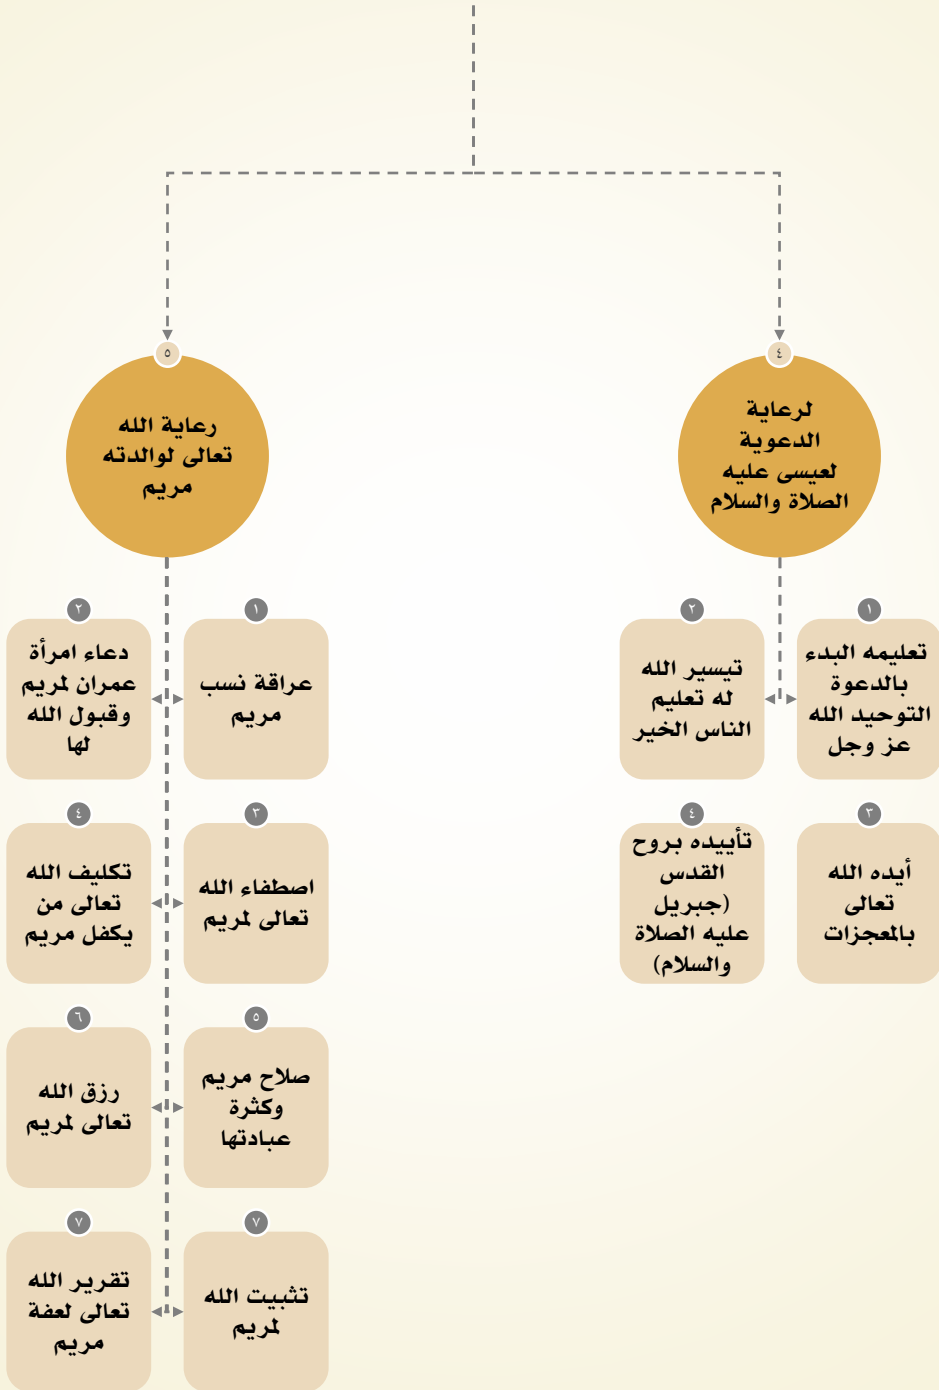 ٤
لرعاية
الدعوية
لعيسى عليه
الصلاة والسلام
١
تعليمه البدء
بالدعوة
التوحيد الله
عز وجل
٢
تيسير الله
له تعليم
الناس الخير
٣
أيده الله
تعالى
بالمعجزات
٤
تأييده بروح
القدس
(جبريل
عليه الصلاة
والسلام)
٥
رعاية الله
تعالى لوالدته
مريم
١
عراقة نسب
مريم
٢
دعاء امرأة
عمران لمريم
وقبول الله
لها
٣
اصطفاء الله
تعالى لمريم
٤
تكليف الله
تعالى من
يكفل مريم
٥
صلاح مريم
وكثرة
عبادتها
٦
رزق الله
تعالى لمريم
٧
تثبيت الله
لمريم
٧
تقرير الله
تعالى لعفة
مريم